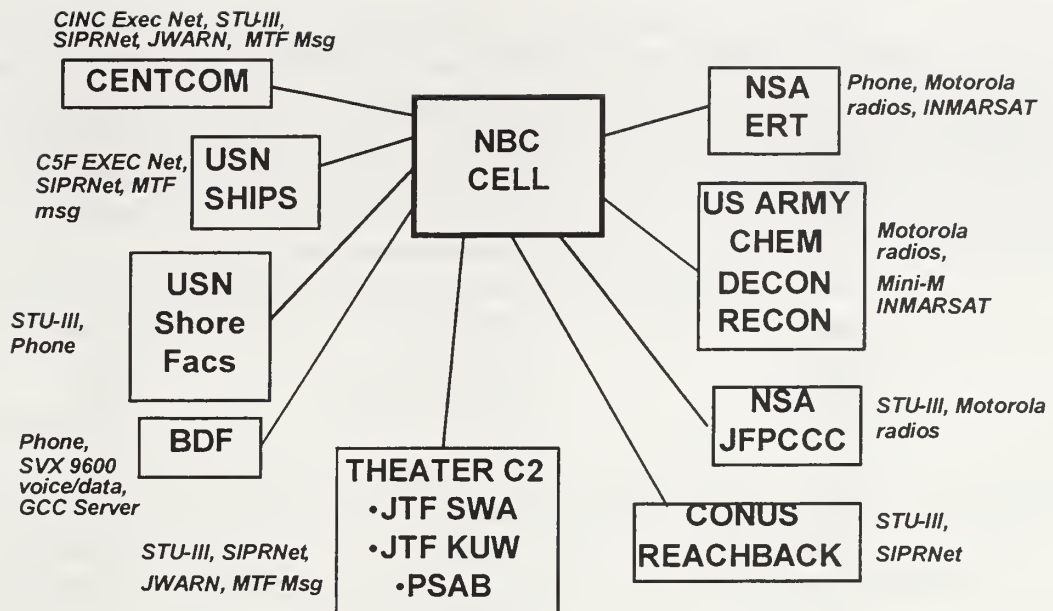 CINC Exec Net, STU-III,
SIPRNet, JWARN, MTF Msg
CENTCOM
C5F EXEC Net,
SIPRNet, MTF
msg
USN
SHIPS
STU-III,
Phone
USN
Shore
Facs
Phone,
SVX 9600
voice/data,
GCC Server
BDF
NBC
CELL
STU-III, SIPRNet,
JWARN, MTF Msg
THEATER C2
•JTF SWA
•JTF KUW
•PSAB
NSA
ERT
Phone, Motorola
radios, INMARSAT
US ARMY
CHEM
DECON
RECON
Motorola
radios,
Mini-M
INMARSAT
NSA
JFPCCC
STU-III, Motorola
radios
CONUS
REACHBACK
STU-III,
SIPRNet